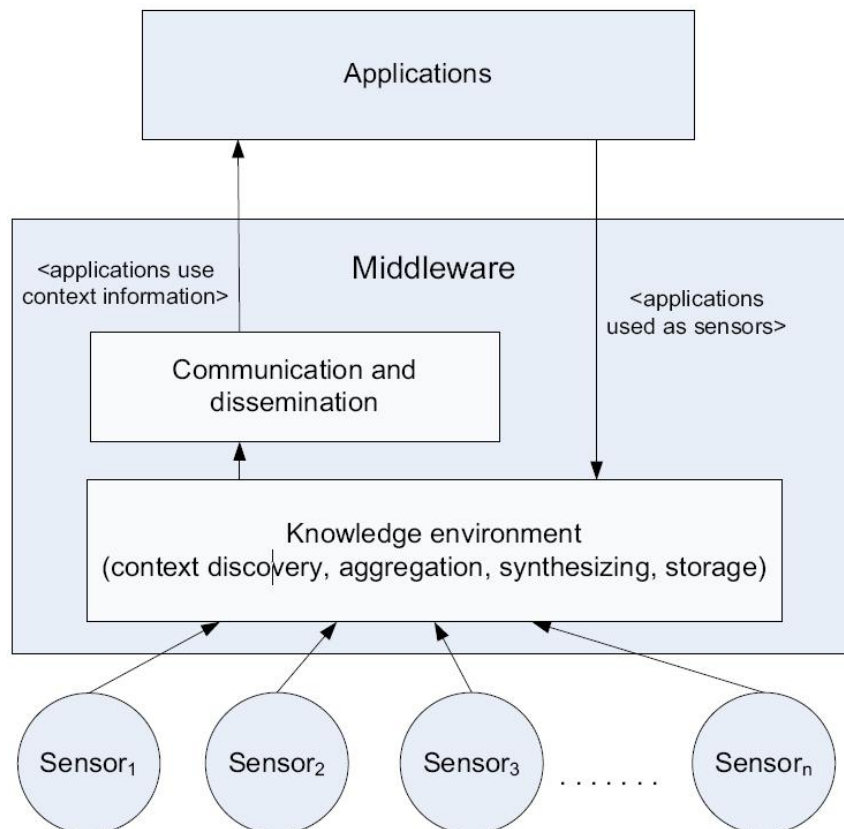 Applications
<applications use
context information>
Middleware
<applications
used as sensors>
Communication and
dissemination
Knowledge environment
(context discovery, aggregation, synthesizing, storage)
Sensor₁
Sensor₂
Sensor₃
. . . . . . .
Sensorₙ